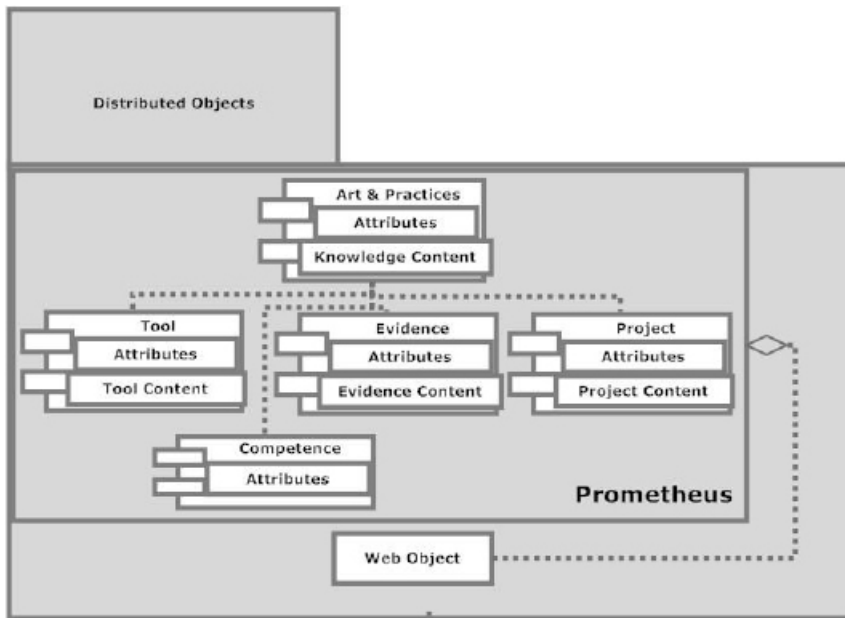 Distributed Objects
Art & Practices
Attributes
Knowledge Content
Tool
Attributes
Tool Content
Evidence
Attributes
Evidence Content
Project
Attributes
Project Content
Competence
Attributes
Prometheus
Web Object